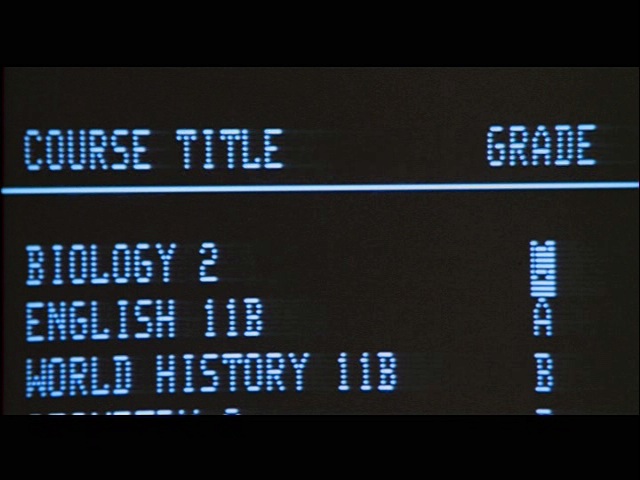 COURSE TITLE GRADE
BIOLOGY 2
ENGLISH 11B A
WORLD HISTORY 11B B